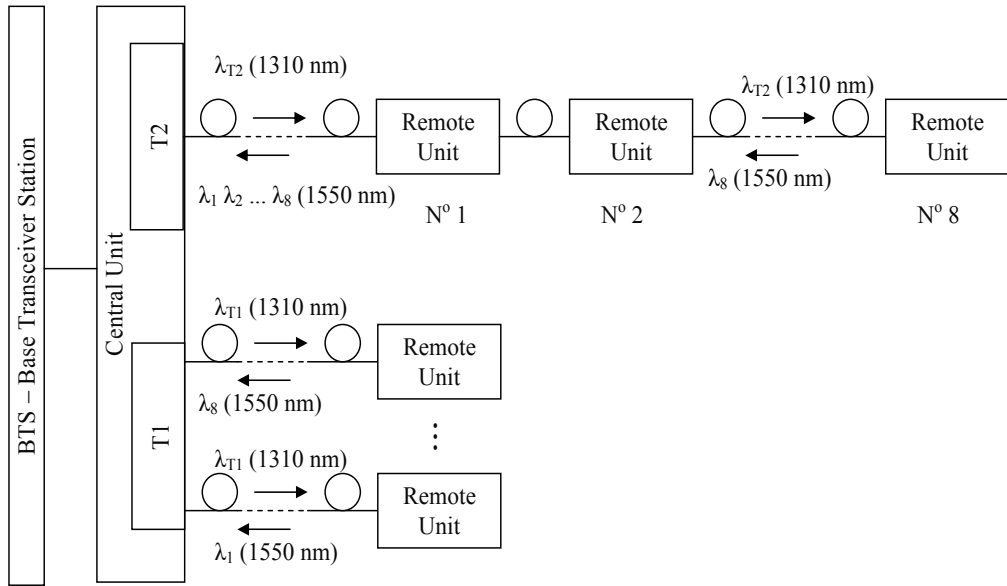 BTS – Base Transceiver Station
Central Unit
T2
λT2 (1310 nm)
λ1 λ2 ... λ8 (1550 nm)
Remote
Unit
Nº 1
Remote
Unit
Nº 2
λT2 (1310 nm)
λ8 (1550 nm)
Remote
Unit
Nº 8
T1
λT1 (1310 nm)
λ8 (1550 nm)
Remote
Unit
⋮
λT1 (1310 nm)
λ1 (1550 nm)
Remote
Unit